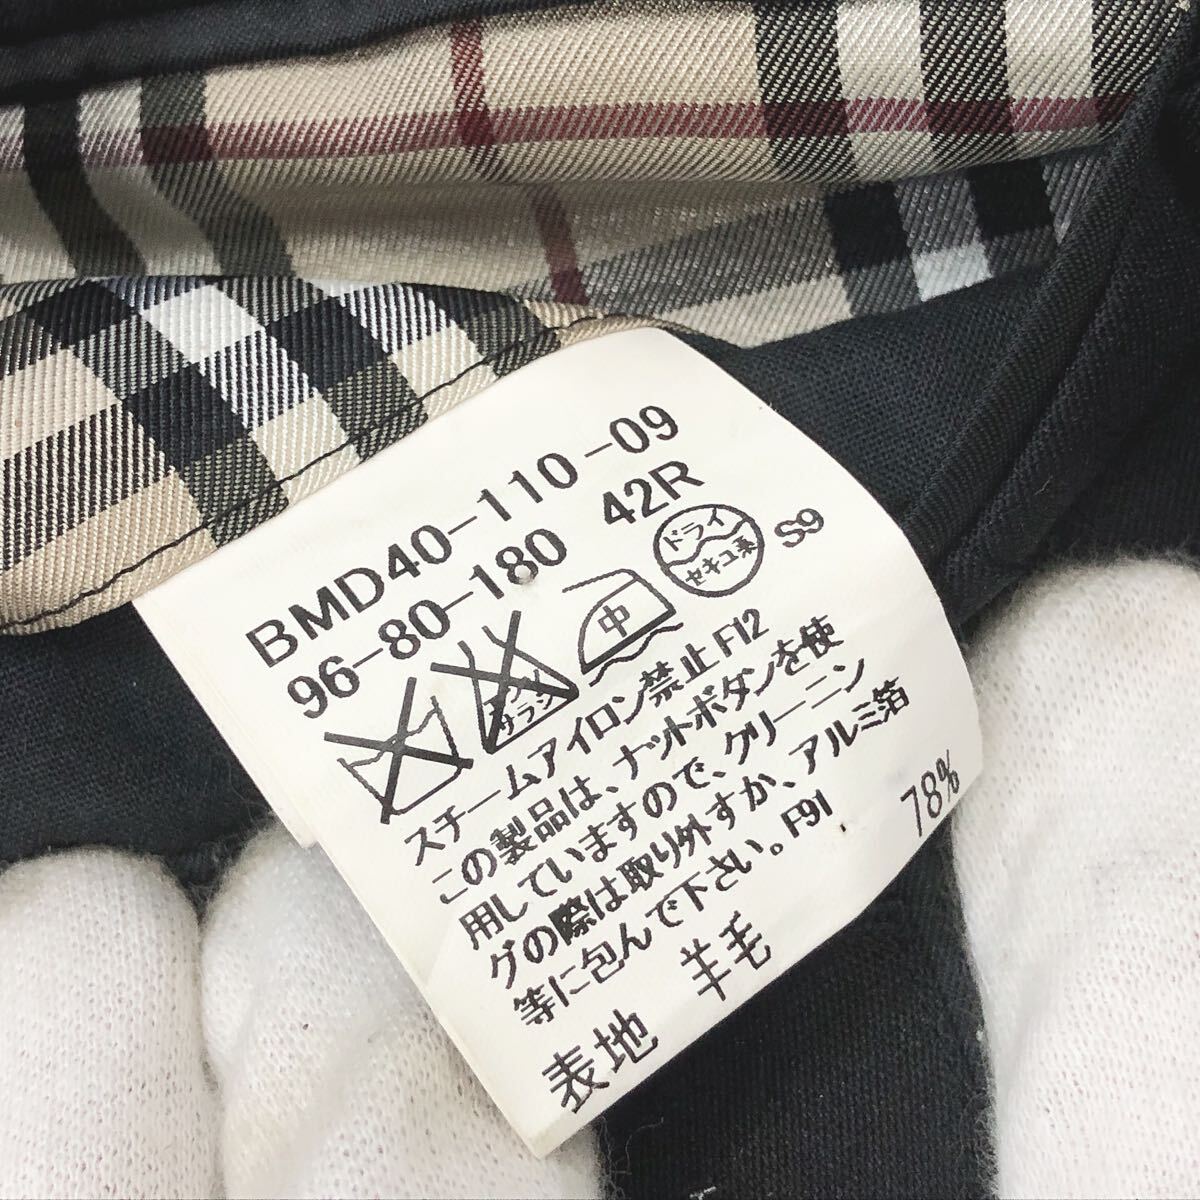 BMD40-110-09
96-80-180 42R
中
ドライ
セキユ系
S9
スチームアイロン禁止F12
この製品は、ナットボタンを使
用していますので、クリーニン
グの際は取り外すか、アルミ箔
等に包んで下さい。F91
表地 羊毛 78%